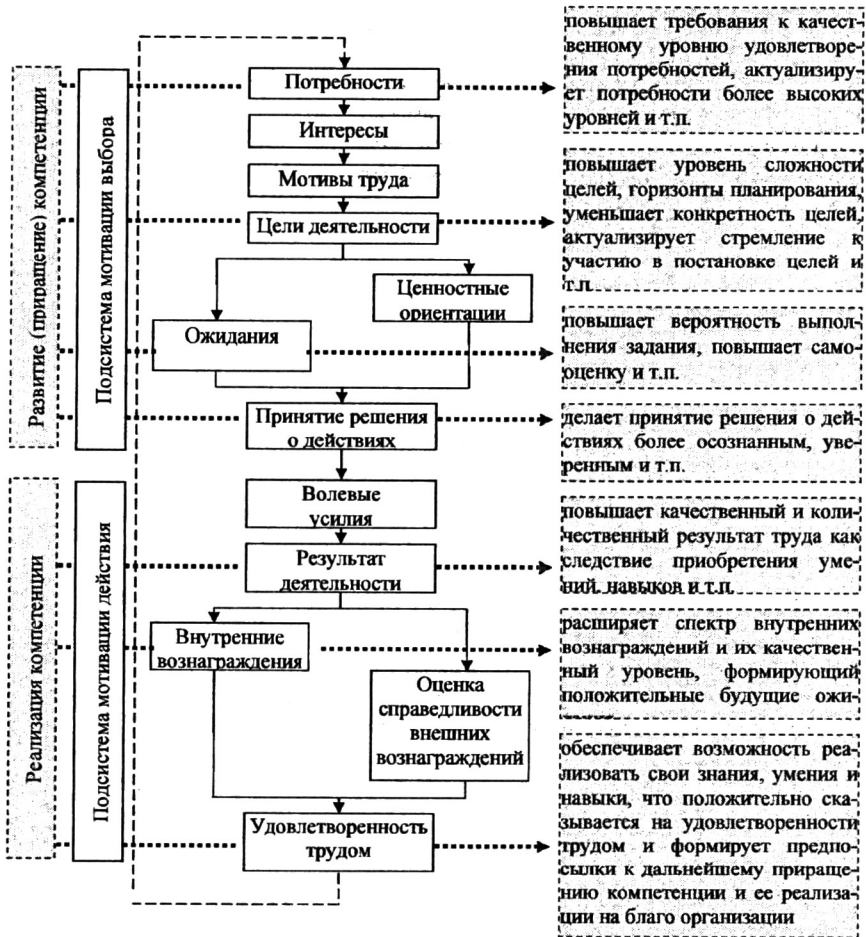 повышает требования к качест-
венному уровню удовлетворе-
ния потребностей, актуализиру-
ет потребности более высоких
уровней и т.п.
Потребности
Интересы
Мотивы труда
Цели деятельности
повышает уровень сложности
целей, горизонты планирования,
уменьшает конкретность целей,
актуализирует стремление к
участию в постановке целей и
т.п.
Ценностные
ориентации
Ожидания
повышает вероятность выпол-
нения задания, повышает само-
оценку и т.п.
Принятие решения
о действиях
делает принятие решения о дей-
ствиях более осознанным, уве-
ренным и т.п.
Развитие (приращение) компетенции
Подсистема мотивации выбора
Волевые
усилия
Результат
деятельности
повышает качественный и коли-
чественный результат труда как
следствие приобретения уме-
ний, навыков и т.п.
Внутренние
вознаграждения
расширяет спектр внутренних
вознаграждений и их качествен-
ный уровень, формирующий
положительные будущие ожи-
Оценка
справедливости
внешних
вознаграждений
Удовлетворенность
трудом
обеспечивает возможность реа-
лизовать свои знания, умения и
навыки, что положительно ска-
зывается на удовлетворенности
трудом и формирует предпо-
сылки к дальнейшему прираще-
нию компетенции и ее реализа-
ции на благо организации
Реализация компетенции
Подсистема мотивации действия